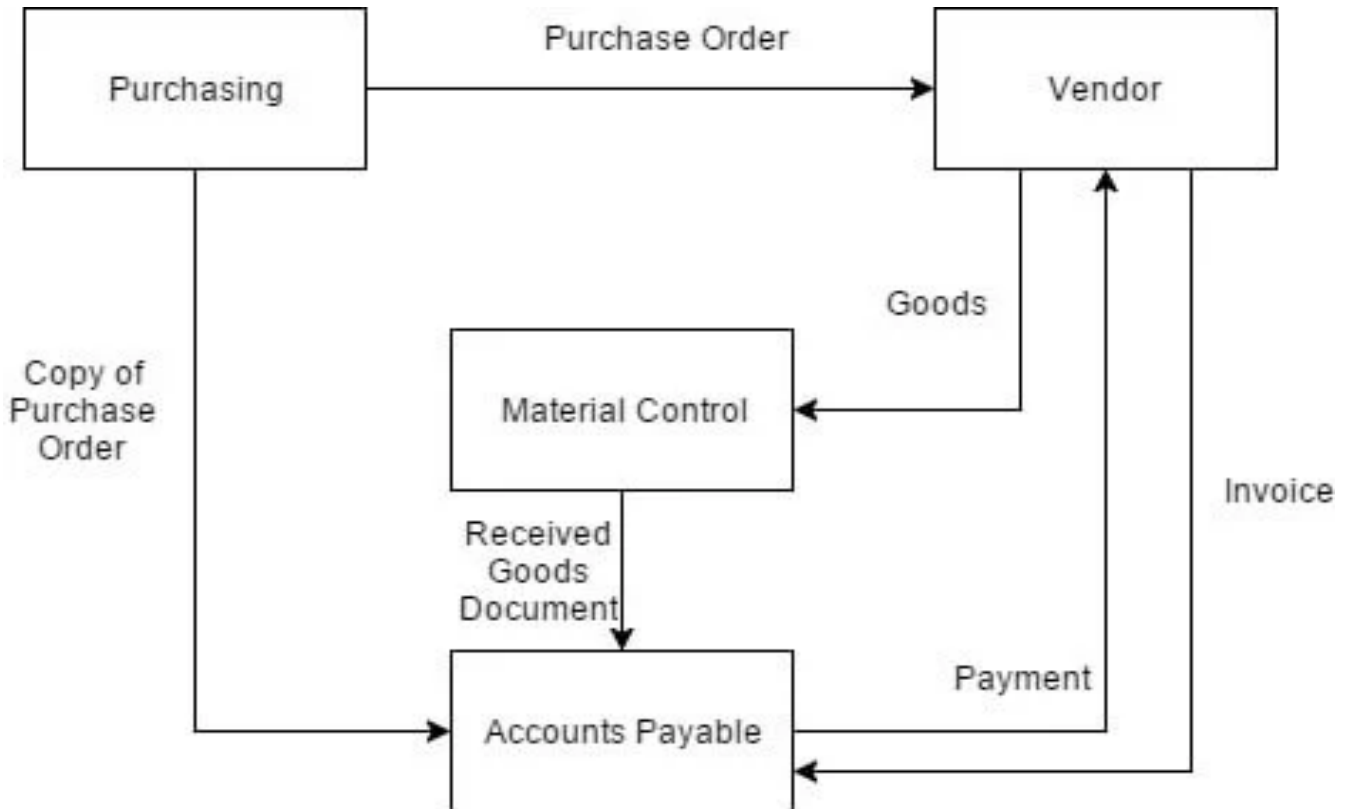 Purchase Order
Purchasing
Vendor
Goods
Copy of
Purchase
Order
Material Control
Invoice
Received
Goods
Document
Payment
Accounts Payable